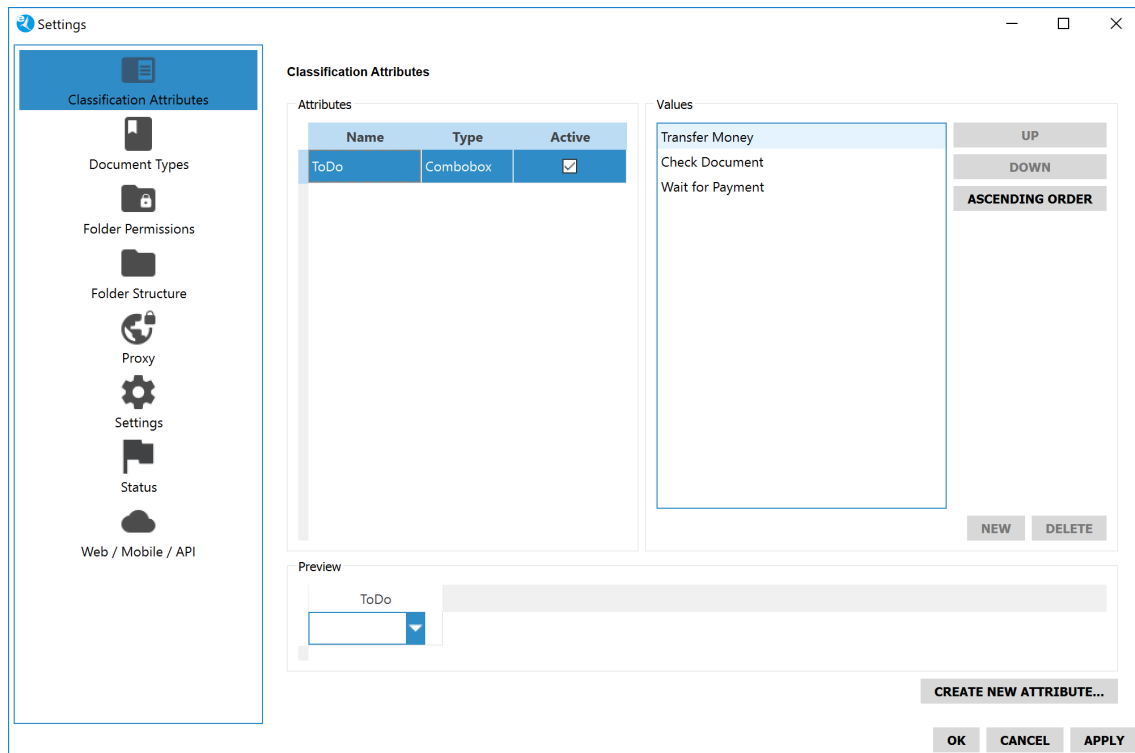 Settings
Classification Attributes
Document Types
Folder Permissions
Folder Structure
Proxy
Settings
Status
Web / Mobile / API
Classification Attributes
Attributes
Name Type Active
ToDo Combobox
Values
Transfer Money
Check Document
Wait for Payment
UP
DOWN
ASCENDING ORDER
NEW DELETE
Preview
ToDo
CREATE NEW ATTRIBUTE...
OK CANCEL APPLY